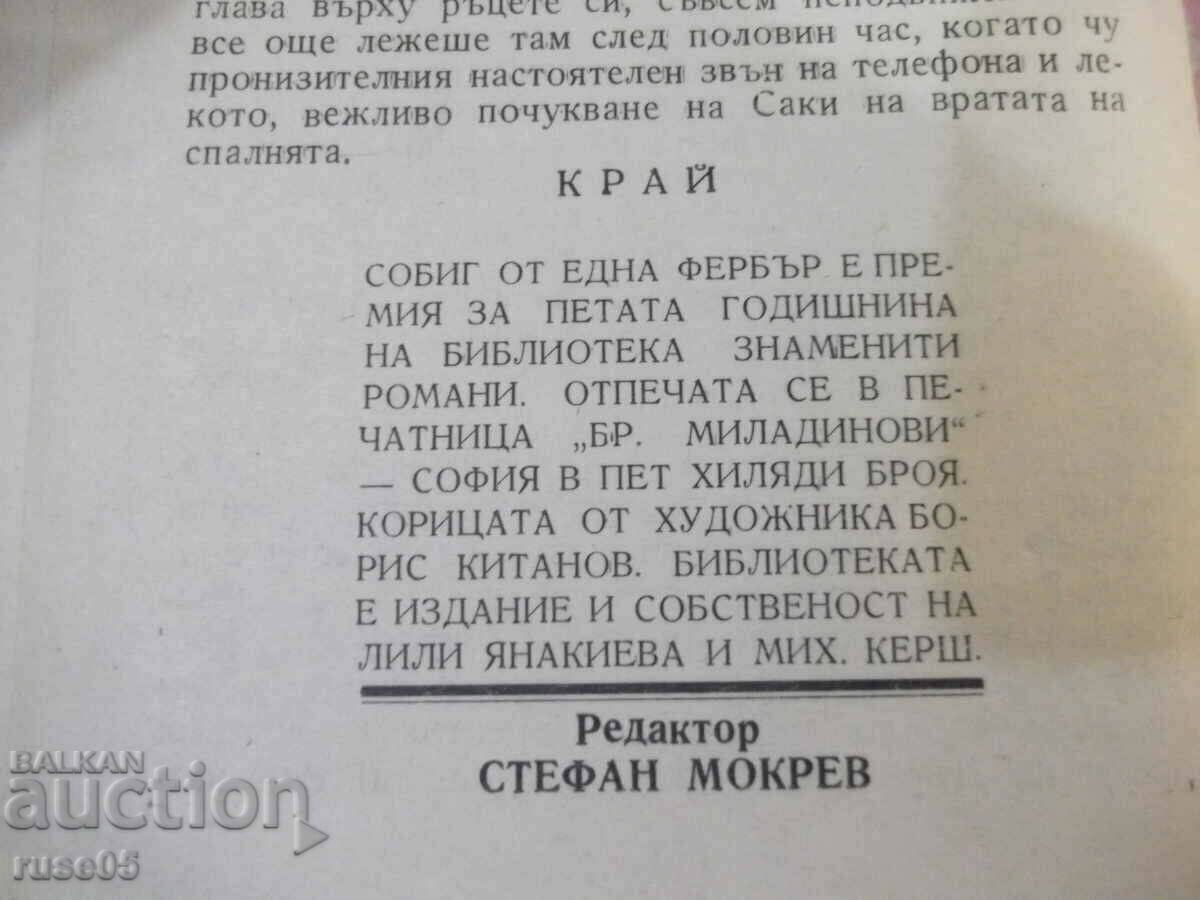 глава върху ръцете си, съвсем
все още лежеше там след половин час, когато чу
пронизителния настоятелен звън на телефона и ле-
кото, вежливо почукване на Саки на вратата на
спалнята.
КРАЙ
СОБИГ ОТ ЕДНА ФЕРБЪР Е ПРЕ-
МИЯ ЗА ПЕТАТА ГОДИШНИНА
НА БИБЛИОТЕКА ЗНАМЕНИТИ
РОМАНИ. ОТПЕЧАТА СЕ В ПЕ-
ЧАТНИЦА „БР. МИЛАДИНОВИ“
— СОФИЯ В ПЕТ ХИЛЯДИ БРОЯ.
КОРИЦАТА ОТ ХУДОЖНИКА БО-
РИС КИТАНОВ. БИБЛИОТЕКАТА
Е ИЗДАНИЕ И СОБСТВЕНОСТ НА
ЛИЛИ ЯНАКИЕВА И МИХ. КЕРШ.
Редактор
СТЕФАН МОКРЕВ
BALKAN
auction
ruse05